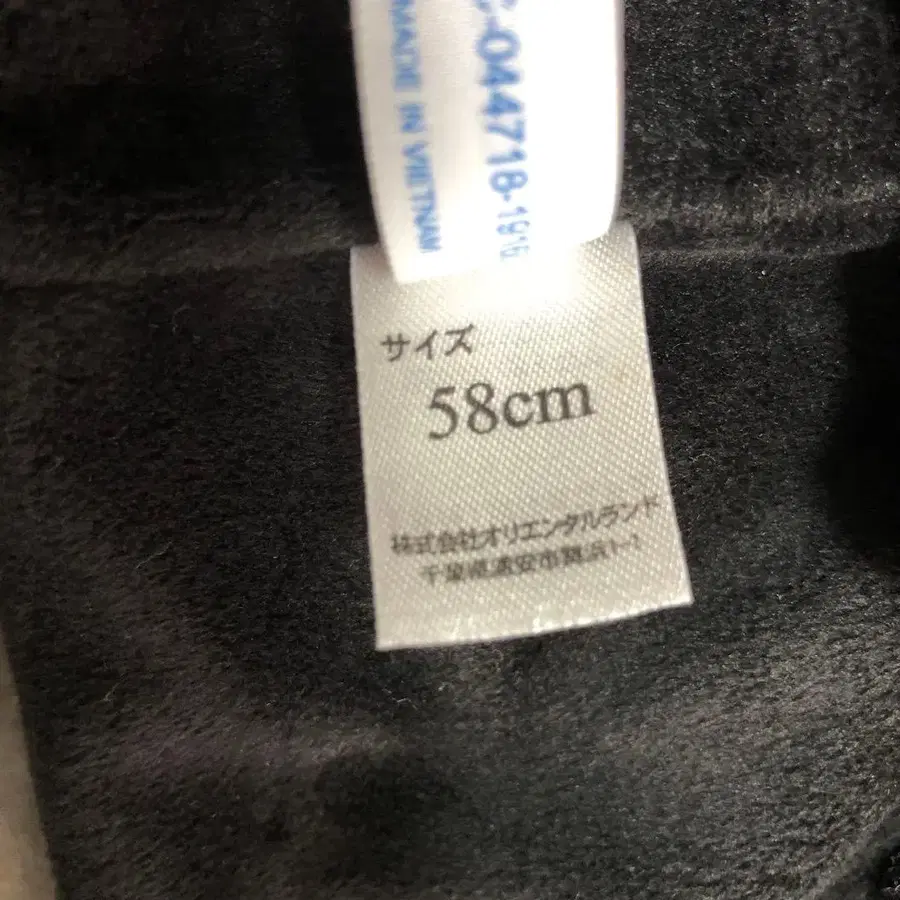 MADE IN VIETNAM
-044718-191
サイズ
58cm
株式会社オリエンタルランド
千葉県浦安市舞浜1-1